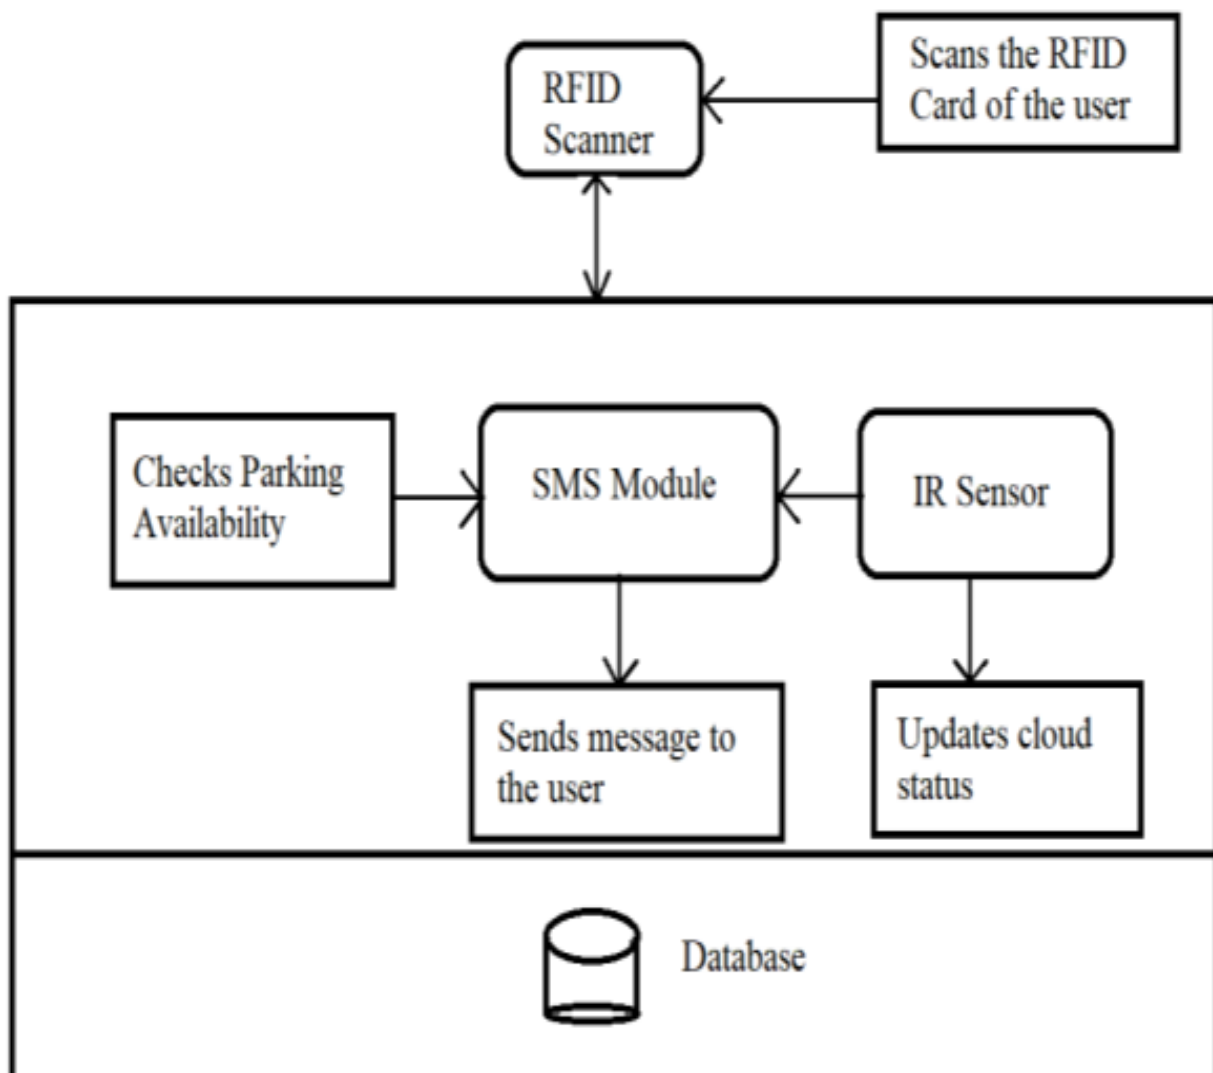 RFID
Scanner
Scans the RFID
Card of the user
Checks Parking
Availability
SMS Module
IR Sensor
Sends message to
the user
Updates cloud
status
Database